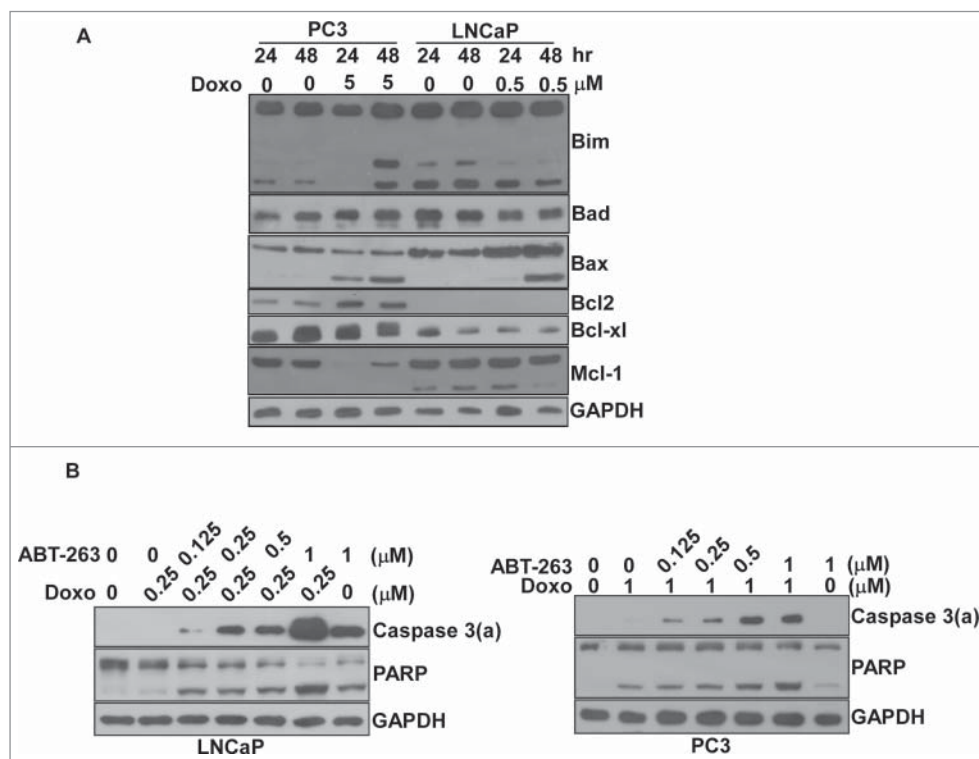 A
PC3 LNCaP
24 48 24 48 24 48 24 48 hr
Doxo 0 0 5 5 0 0 0.5 0.5 μM
Bim
Bad
Bax
Bcl2
Bcl-xl
Mcl-1
GAPDH
B
ABT-263 0 0 0.125 0.25 0.5 1 1 (μM)
Doxo 0 0.25 0.25 0.25 0.25 0.25 0 (μM)
Caspase 3(a)
PARP
GAPDH
LNCaP
ABT-263 0 0 0.125 0.25 0.5 1 1 (μM)
Doxo 0 1 1 1 1 1 0 (μM)
Caspase 3(a)
PARP
GAPDH
PC3